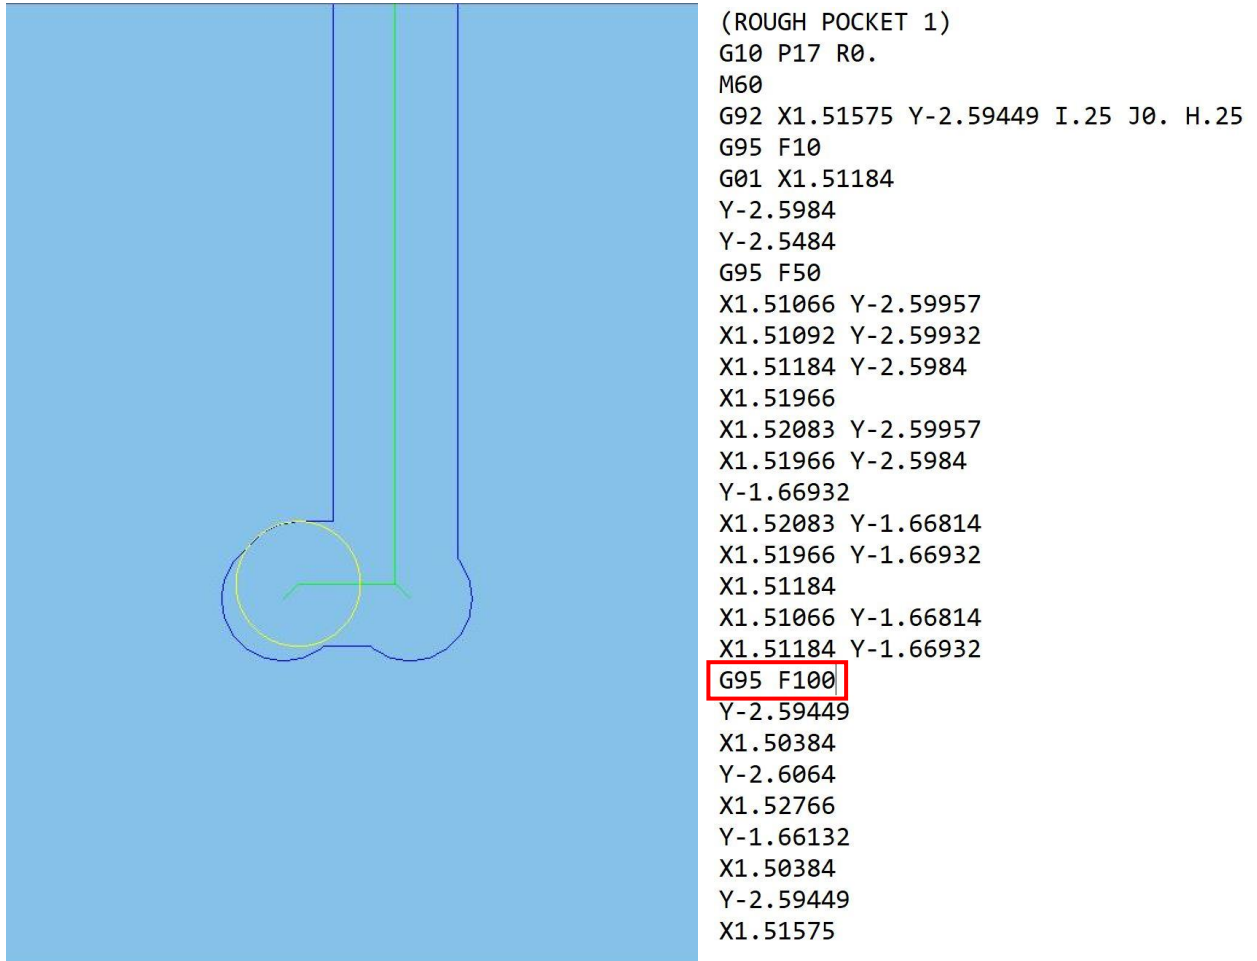 (ROUGH POCKET 1)
G10 P17 R0.
M60
G92 X1.51575 Y-2.59449 I.25 J0. H.25
G95 F10
G01 X1.51184
Y-2.5984
Y-2.5484
G95 F50
X1.51066 Y-2.59957
X1.51092 Y-2.59932
X1.51184 Y-2.5984
X1.51966
X1.52083 Y-2.59957
X1.51966 Y-2.5984
Y-1.66932
X1.52083 Y-1.66814
X1.51966 Y-1.66932
X1.51184
X1.51066 Y-1.66814
X1.51184 Y-1.66932
G95 F100
Y-2.59449
X1.50384
Y-2.6064
X1.52766
Y-1.66132
X1.50384
Y-2.59449
X1.51575